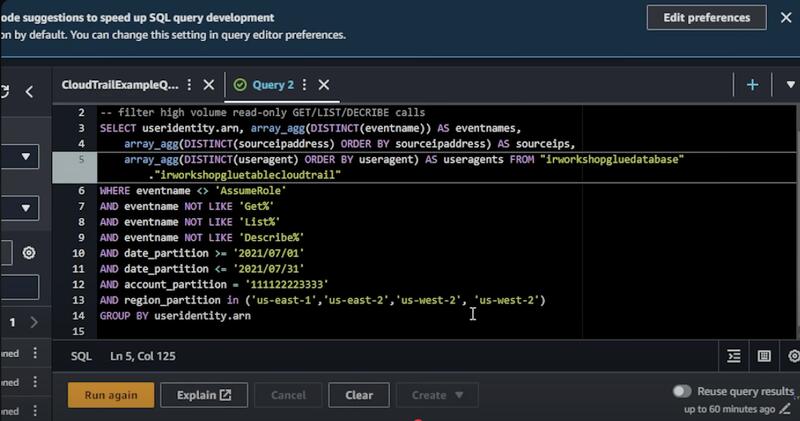 ode suggestions to speed up SQL query development
Edit preferences
on by default. You can change this setting in query editor preferences.
CloudTrailExampleQ...
Query 2
2 -- filter high volume read-only GET/LIST/DECRIBE calls
3 SELECT useridentity.arn, array_agg(DISTINCT(eventname)) AS eventnames,
4 array_agg(DISTINCT(sourceipaddress) ORDER BY sourceipaddress) AS sourceips,
5 array_agg(DISTINCT(useragent) ORDER BY useragent) AS useragents FROM "irworkshopgluedatabase"
."irworkshopgluetablecloudtrail"
6 WHERE eventname <> 'AssumeRole'
7 AND eventname NOT LIKE 'Get%'
8 AND eventname NOT LIKE 'List%'
9 AND eventname NOT LIKE 'Describe%'
10 AND date_partition >= '2021/07/01'
11 AND date_partition <= '2021/07/31'
12 AND account_partition = '111122223333'
13 AND region_partition in ('us-east-1','us-east-2','us-west-2', 'us-west-2')
14 GROUP BY useridentity.arn
15
1
ned
ned
ned
SQL Ln 5, Col 125
Run again
Explain
Cancel
Clear
Create
Reuse query results
up to 60 minutes ago